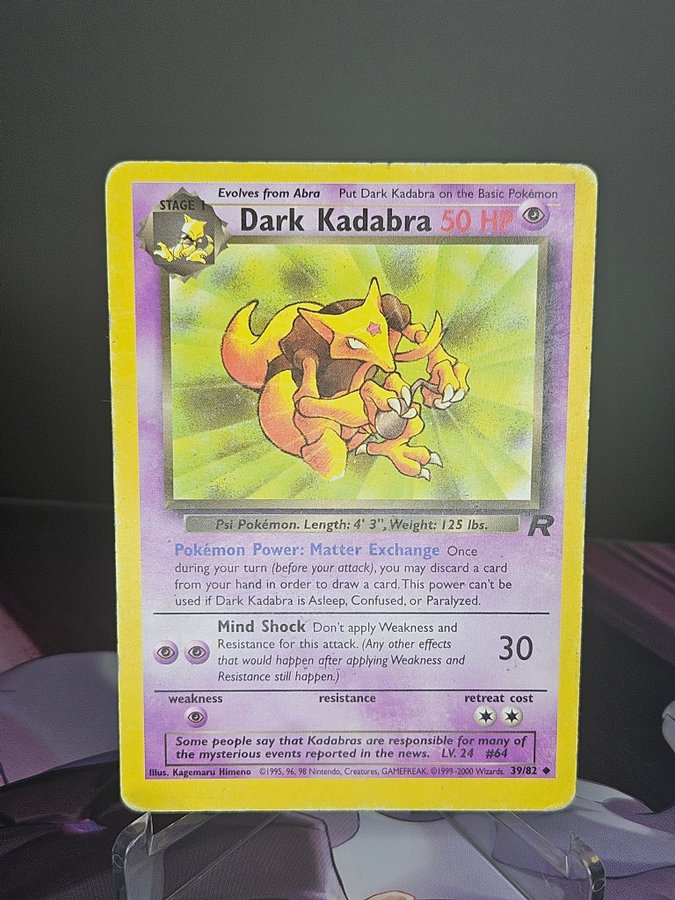 Evolves from Abra Put Dark Kadabra on the Basic Pokémon
STAGE 1
Dark Kadabra 50 HP
Psi Pokémon. Length: 4' 3", Weight: 125 lbs.
R
Pokémon Power: Matter Exchange Once
during your turn (before your attack), you may discard a card
from your hand in order to draw a card. This power can't be
used if Dark Kadabra is Asleep, Confused, or Paralyzed.
Mind Shock Don't apply Weakness and
Resistance for this attack. (Any other effects
that would happen after applying Weakness and
Resistance still happen.)
30
weakness resistance retreat cost
Some people say that Kadabras are responsible for many of
the mysterious events reported in the news. LV. 24 #64
Illus. Kagemaru Himeno ©1995, 96, 98 Nintendo, Creatures, GAMEFREAK. ©1999-2000 Wizards. 39/82